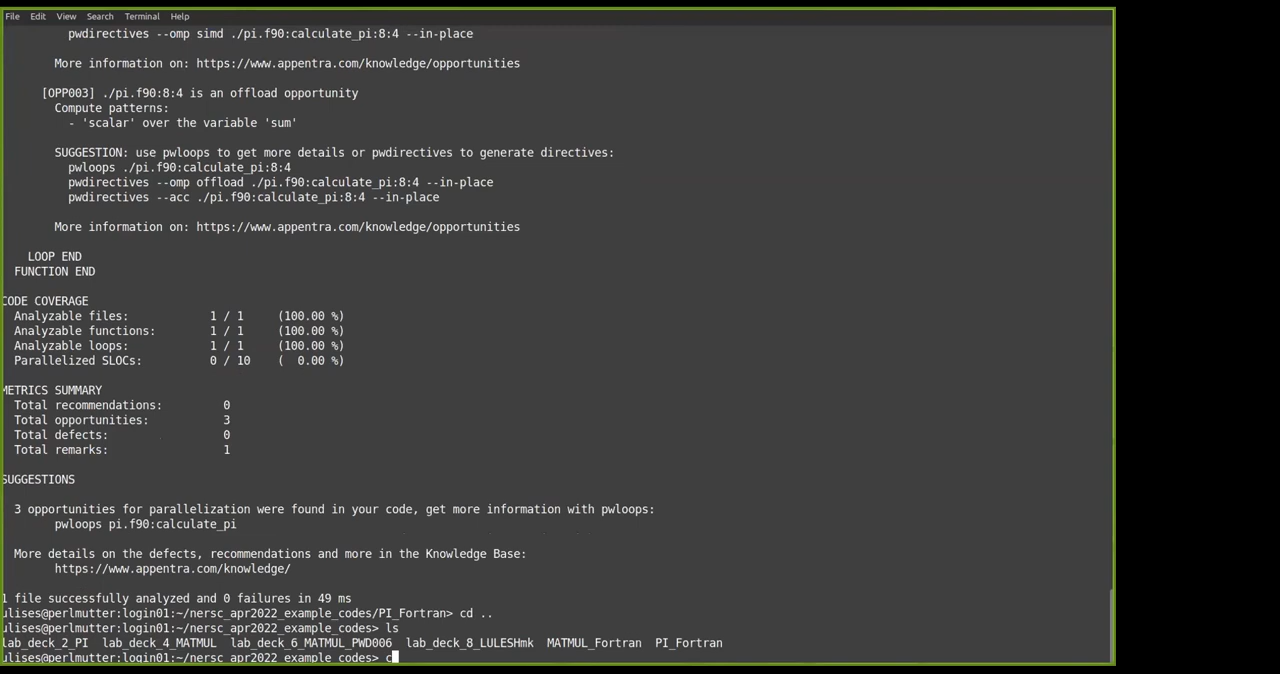 File Edit View Search Terminal Help
pwdirectives --omp simd ./pi.f90:calculate_pi:8:4 --in-place
More information on: https://www.appentra.com/knowledge/opportunities
[OPP003] ./pi.f90:8:4 is an offload opportunity
Compute patterns:
- 'scalar' over the variable 'sum'
SUGGESTION: use pwloops to get more details or pwdirectives to generate directives:
pwloops ./pi.f90:calculate_pi:8:4
pwdirectives --omp offload ./pi.f90:calculate_pi:8:4 --in-place
pwdirectives --acc ./pi.f90:calculate_pi:8:4 --in-place
More information on: https://www.appentra.com/knowledge/opportunities
LOOP END
FUNCTION END
CODE COVERAGE
Analyzable files: 1 / 1 (100.00 %)
Analyzable functions: 1 / 1 (100.00 %)
Analyzable loops: 1 / 1 (100.00 %)
Parallelized SLOCs: 0 / 10 ( 0.00 %)
METRICS SUMMARY
Total recommendations: 0
Total opportunities: 3
Total defects: 0
Total remarks: 1
SUGGESTIONS
3 opportunities for parallelization were found in your code, get more information with pwloops:
pwloops pi.f90:calculate_pi
More details on the defects, recommendations and more in the Knowledge Base:
https://www.appentra.com/knowledge/
1 file successfully analyzed and 0 failures in 49 ms
ulises@perlmutter:login01:~/nersc_apr2022_example_codes/PI_Fortran> cd ..
ulises@perlmutter:login01:~/nersc_apr2022_example_codes> ls
lab_deck_2_PI lab_deck_4_MATMUL lab_deck_6_MATMUL_PWD006 lab_deck_8_LULESHmk MATMUL_Fortran PI_Fortran
ulises@perlmutter:login01:~/nersc_apr2022_example_codes> c